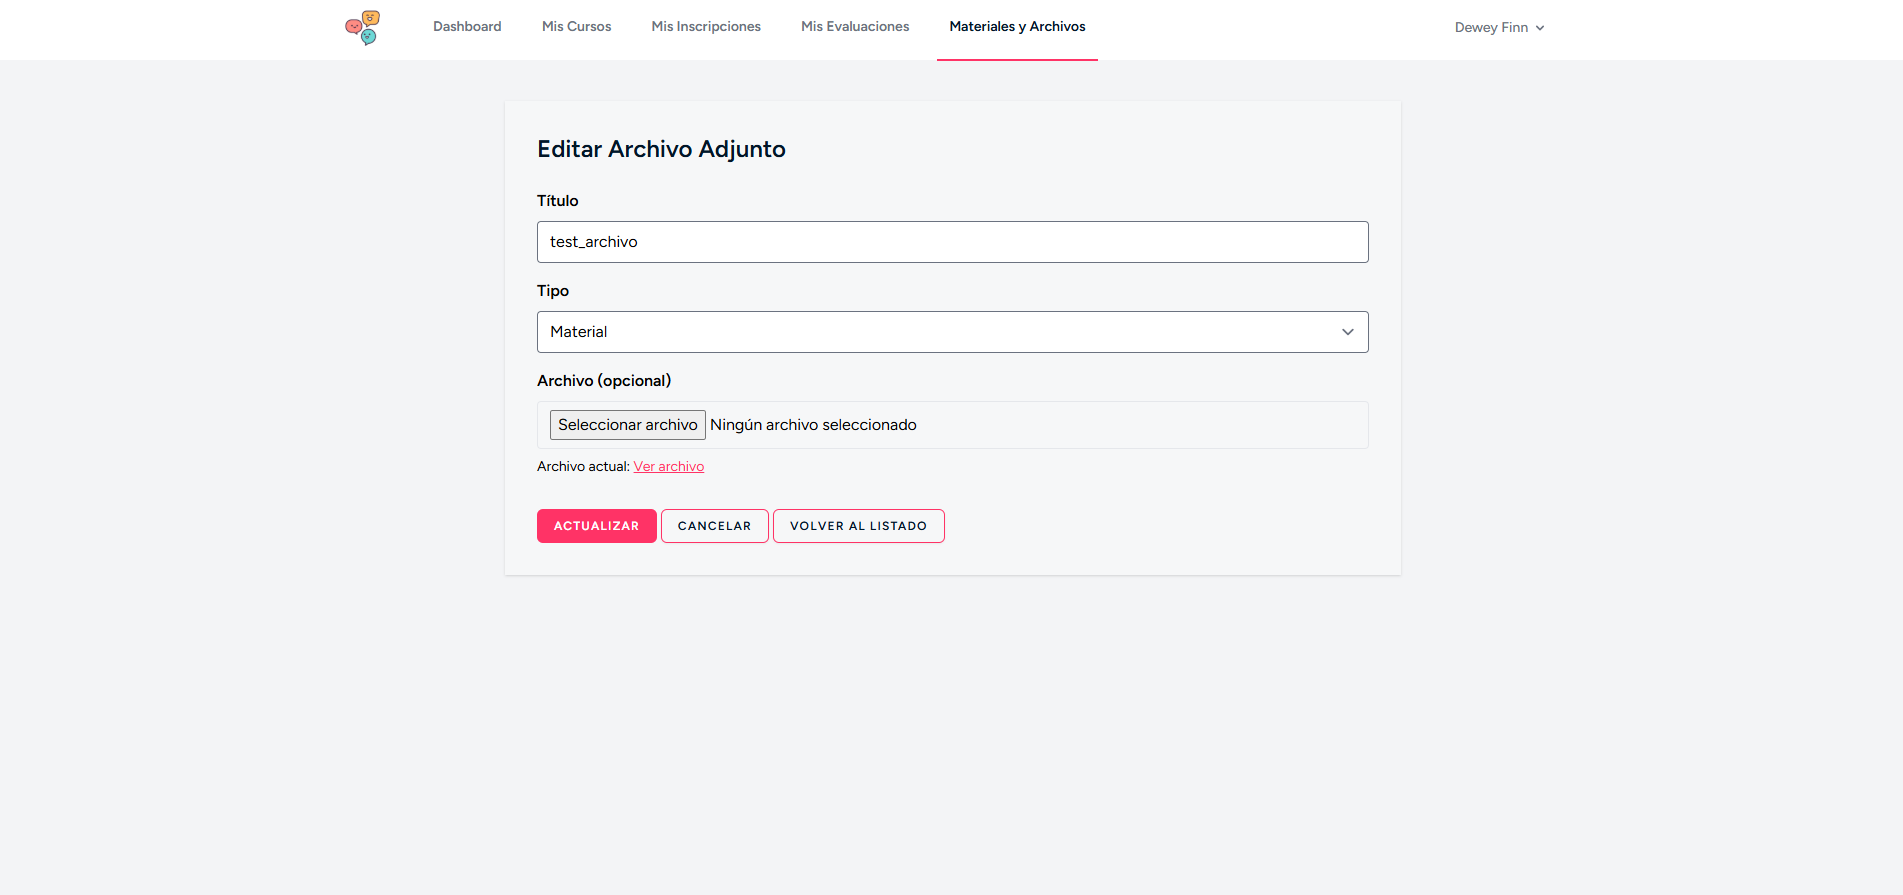 Dashboard Mis Cursos Mis Inscripciones Mis Evaluaciones Materiales y Archivos Dewey Finn
Editar Archivo Adjunto
Título
test_archivo
Tipo
Material
Archivo (opcional)
Seleccionar archivo Ningún archivo seleccionado
Archivo actual: Ver archivo
ACTUALIZAR CANCELAR VOLVER AL LISTADO